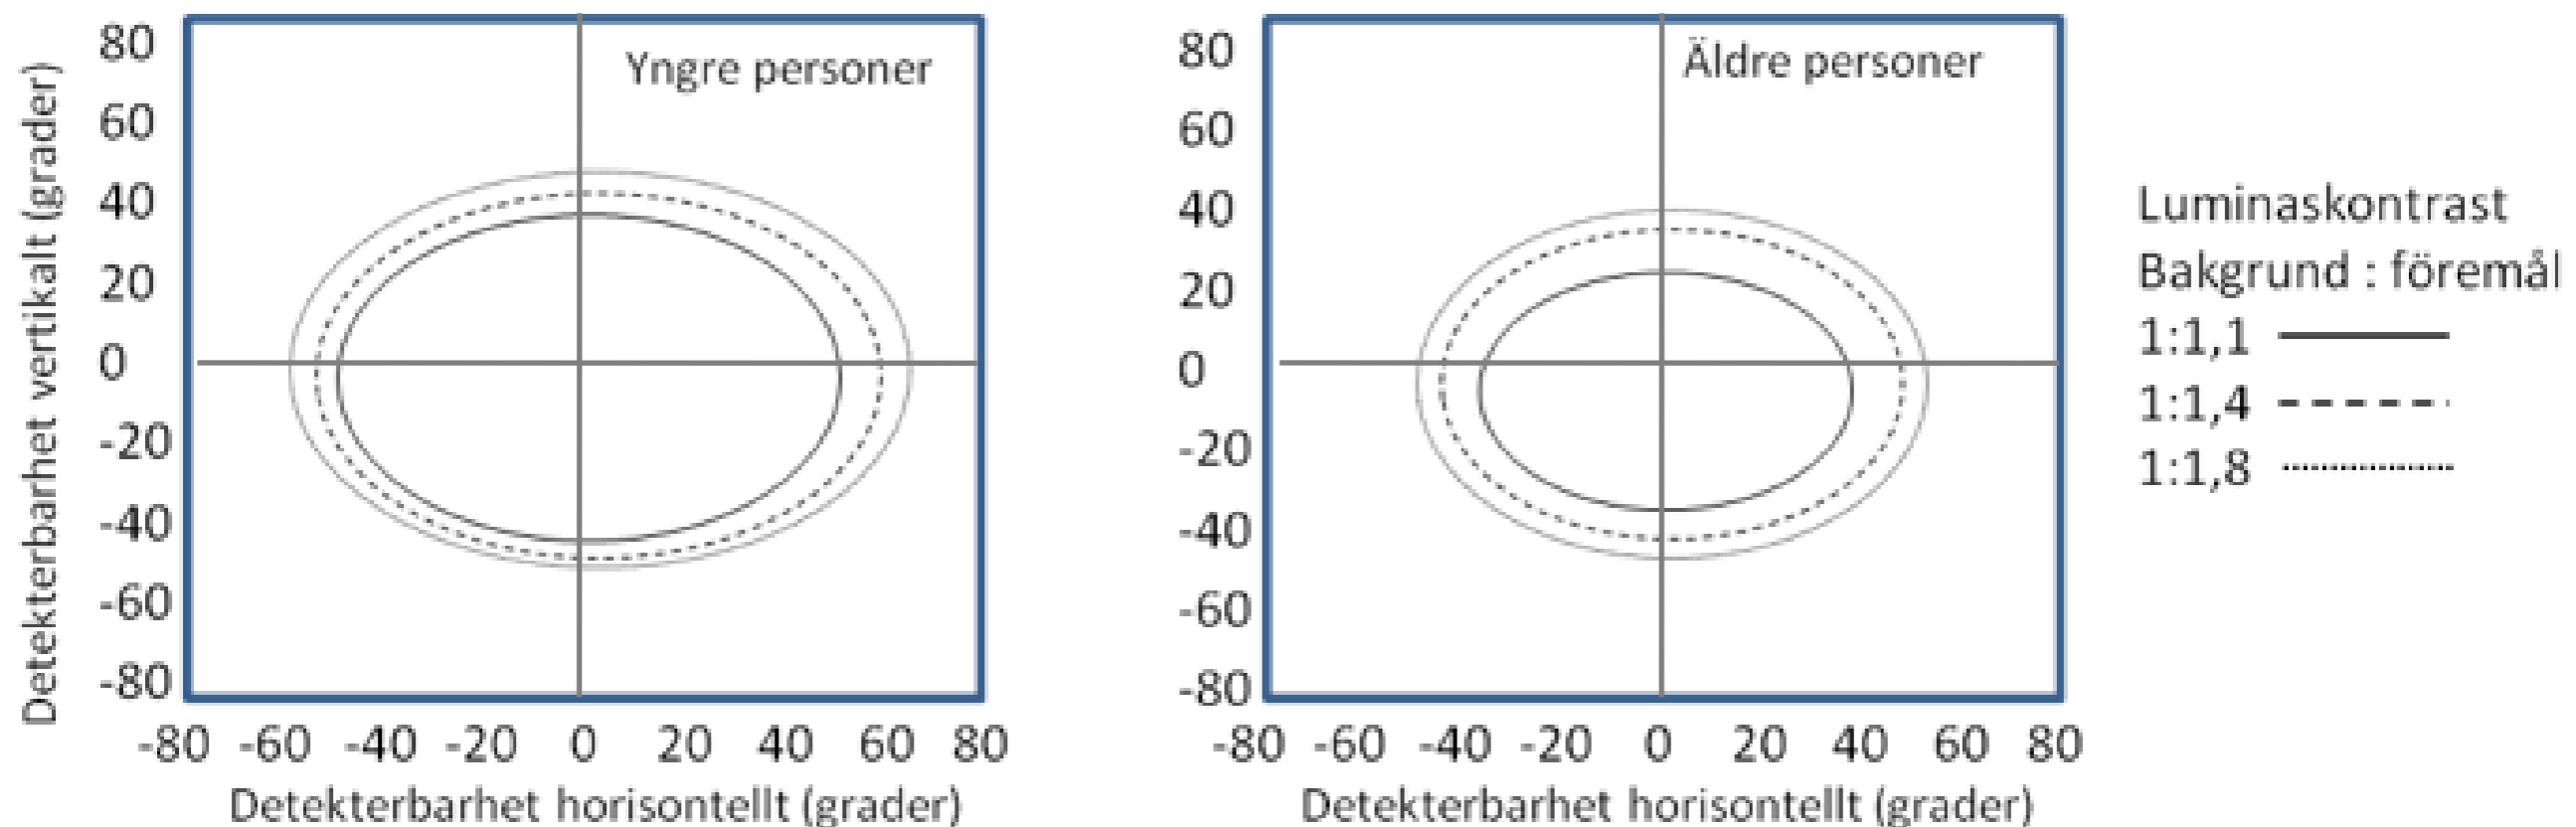 Detekterbarhet vertikalt (grader)
80
60
40
20
0
-20
-40
-60
-80
Yngre personer
-80 -60 -40 -20 0 20 40 60 80
Detekterbarhet horisontellt (grader)
80
60
40
20
0
-20
-40
-60
-80
Äldre personer
-80 -60 -40 -20 0 20 40 60 80
Detekterbarhet horisontellt (grader)
Luminaskontrast
Bakgrund : föremål
1:1,1
1:1,4
1:1,8